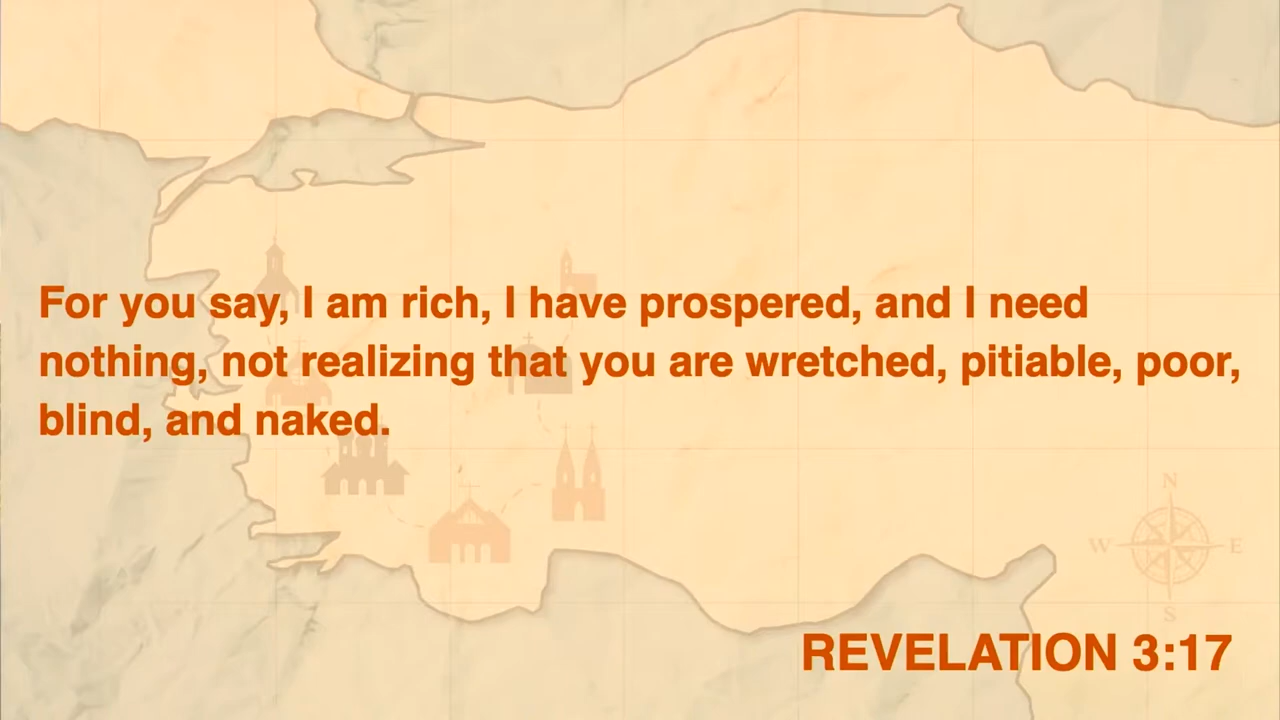 For you say, I am rich, I have prospered, and I need
nothing, not realizing that you are wretched, pitiable, poor,
blind, and naked.
N
W E
S
REVELATION 3:17